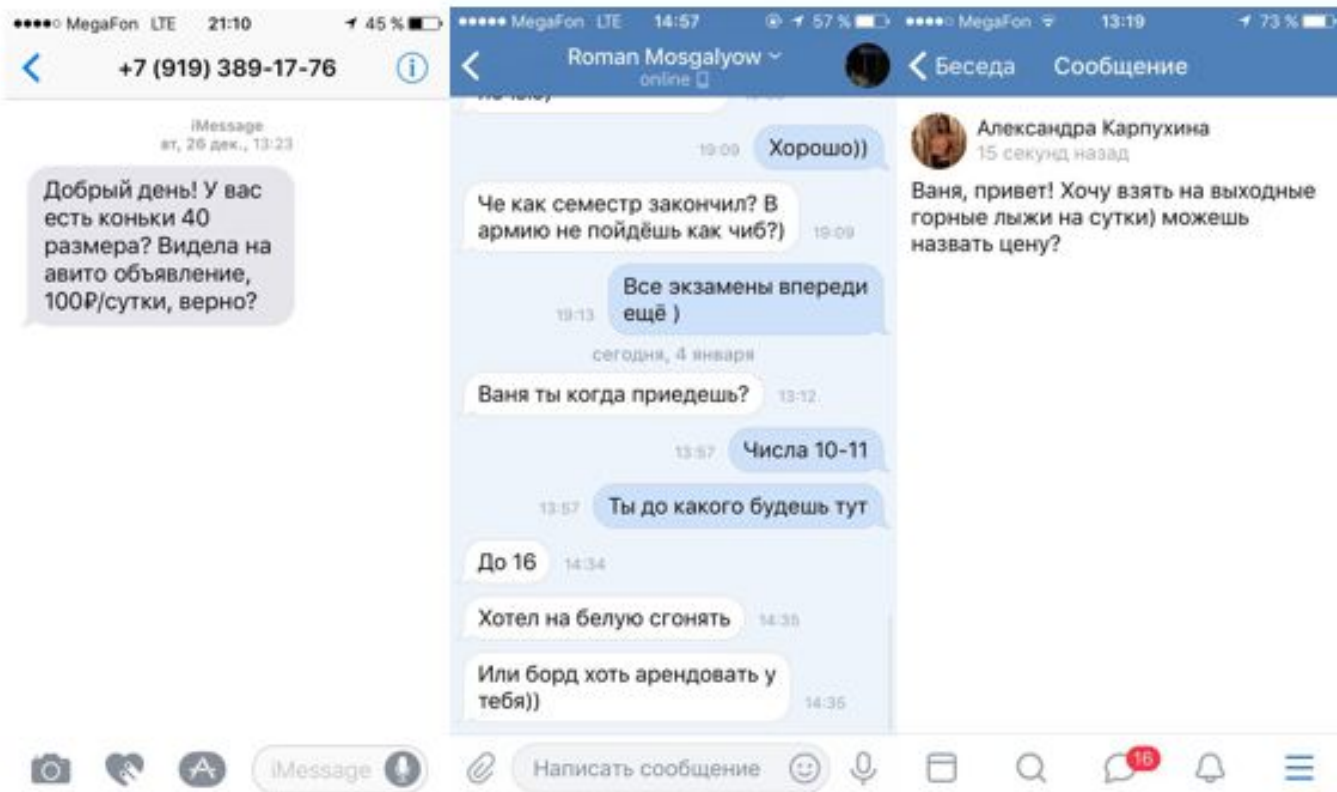 MegaFon LTE 21:10 45 %
+7 (919) 389-17-76
iMessage
вт, 26 дек., 13:23
Добрый день! У вас
есть коньки 40
размера? Видела на
авито объявление,
100₽/сутки, верно?
iMessage
MegaFon LTE 14:57 57 %
Roman Mosgalyow
online
19:09 Хорошо))
Че как семестр закончил? В
армию не пойдёшь как чиб?) 19:09
Все экзамены впереди
19:13 ещё )
сегодня, 4 января
Ваня ты когда приедешь? 13:12
13:57 Числа 10-11
13:57 Ты до какого будешь тут
До 16 14:34
Хотел на белую сгонять 14:35
Или борд хоть арендовать у
тебя)) 14:35
Написать сообщение
MegaFon 13:19 73 %
Беседа Сообщение
Александра Карпухина
15 секунд назад
Ваня, привет! Хочу взять на выходные
горные лыжи на сутки) можешь
назвать цену?
16